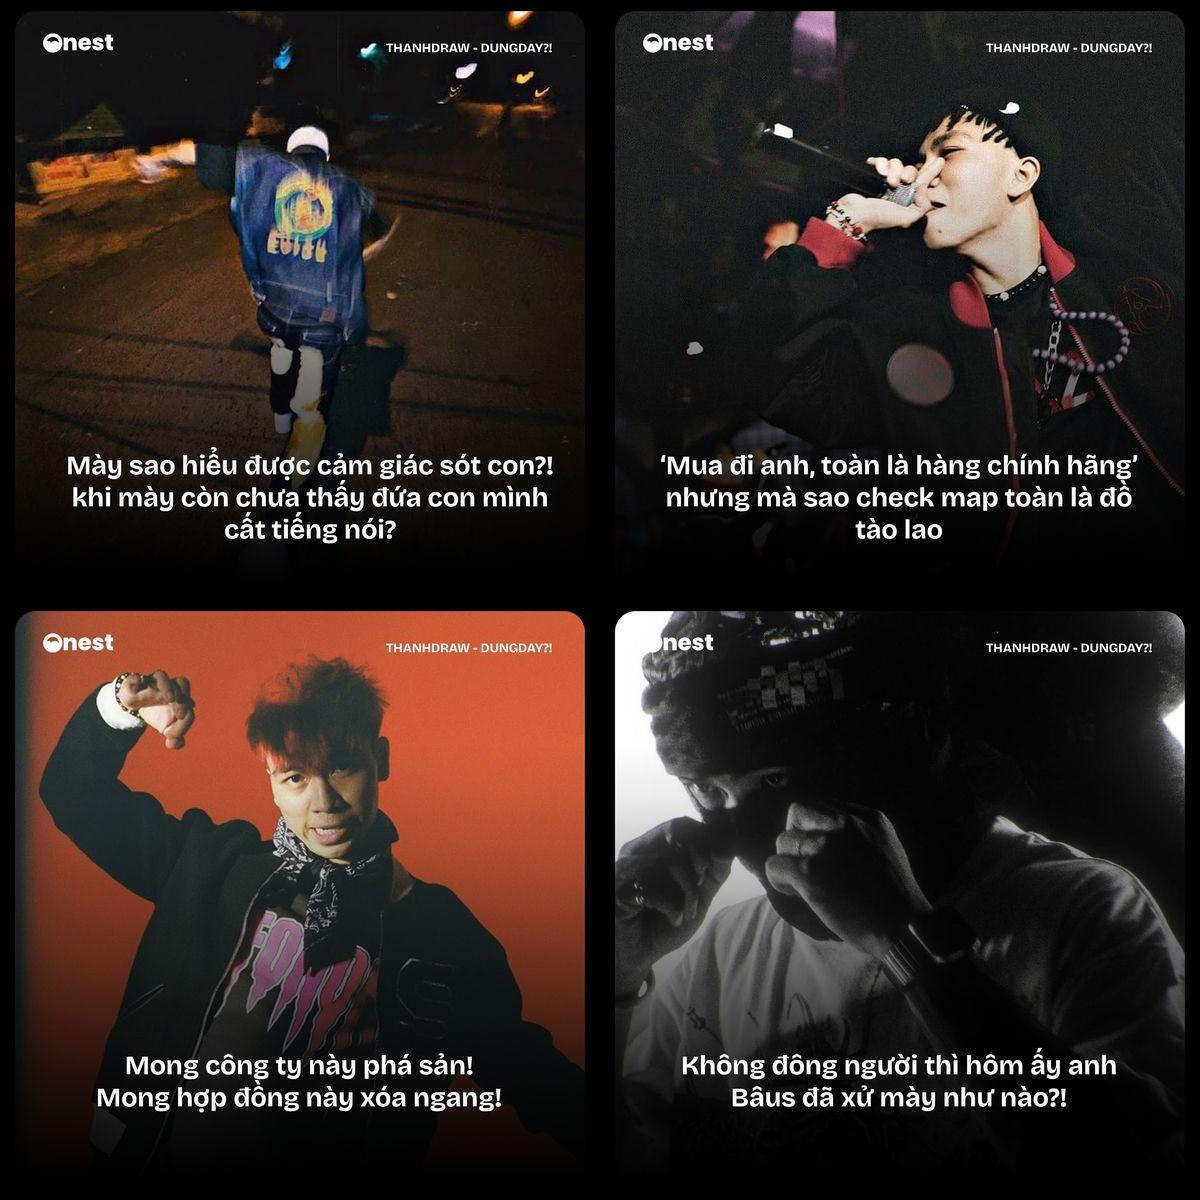 Onest
THANHDRAW - DUNGDAY?!
Mày sao hiểu được cảm giác sót con?!
khi mày còn chưa thấy đứa con mình
cất tiếng nói?
Onest
THANHDRAW - DUNGDAY?!
‘Mua đi anh, toàn là hàng chính hãng’
nhưng mà sao check map toàn là đồ
tào lao
Onest
THANHDRAW - DUNGDAY?!
Mong công ty này phá sản!
Mong hợp đồng này xóa ngang!
Onest
THANHDRAW - DUNGDAY?!
Không đông người thì hôm ấy anh
Bâus đã xử mày như nào?!